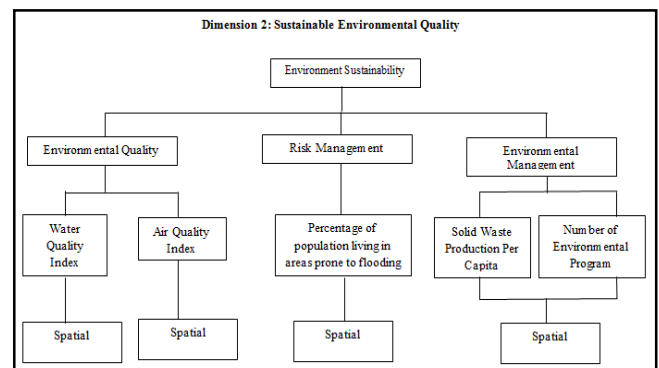 Dimension 2: Sustainable Environmental Quality
Environment Sustainability
Environmental Quality
Risk Management
Environmental
Management
Water
Quality
Index
Air Quality
Index
Percentage of
population living in
areas prone to flooding
Solid Waste
Production Per
Capita
Number of
Environmental
Program
Spatial
Spatial
Spatial
Spatial